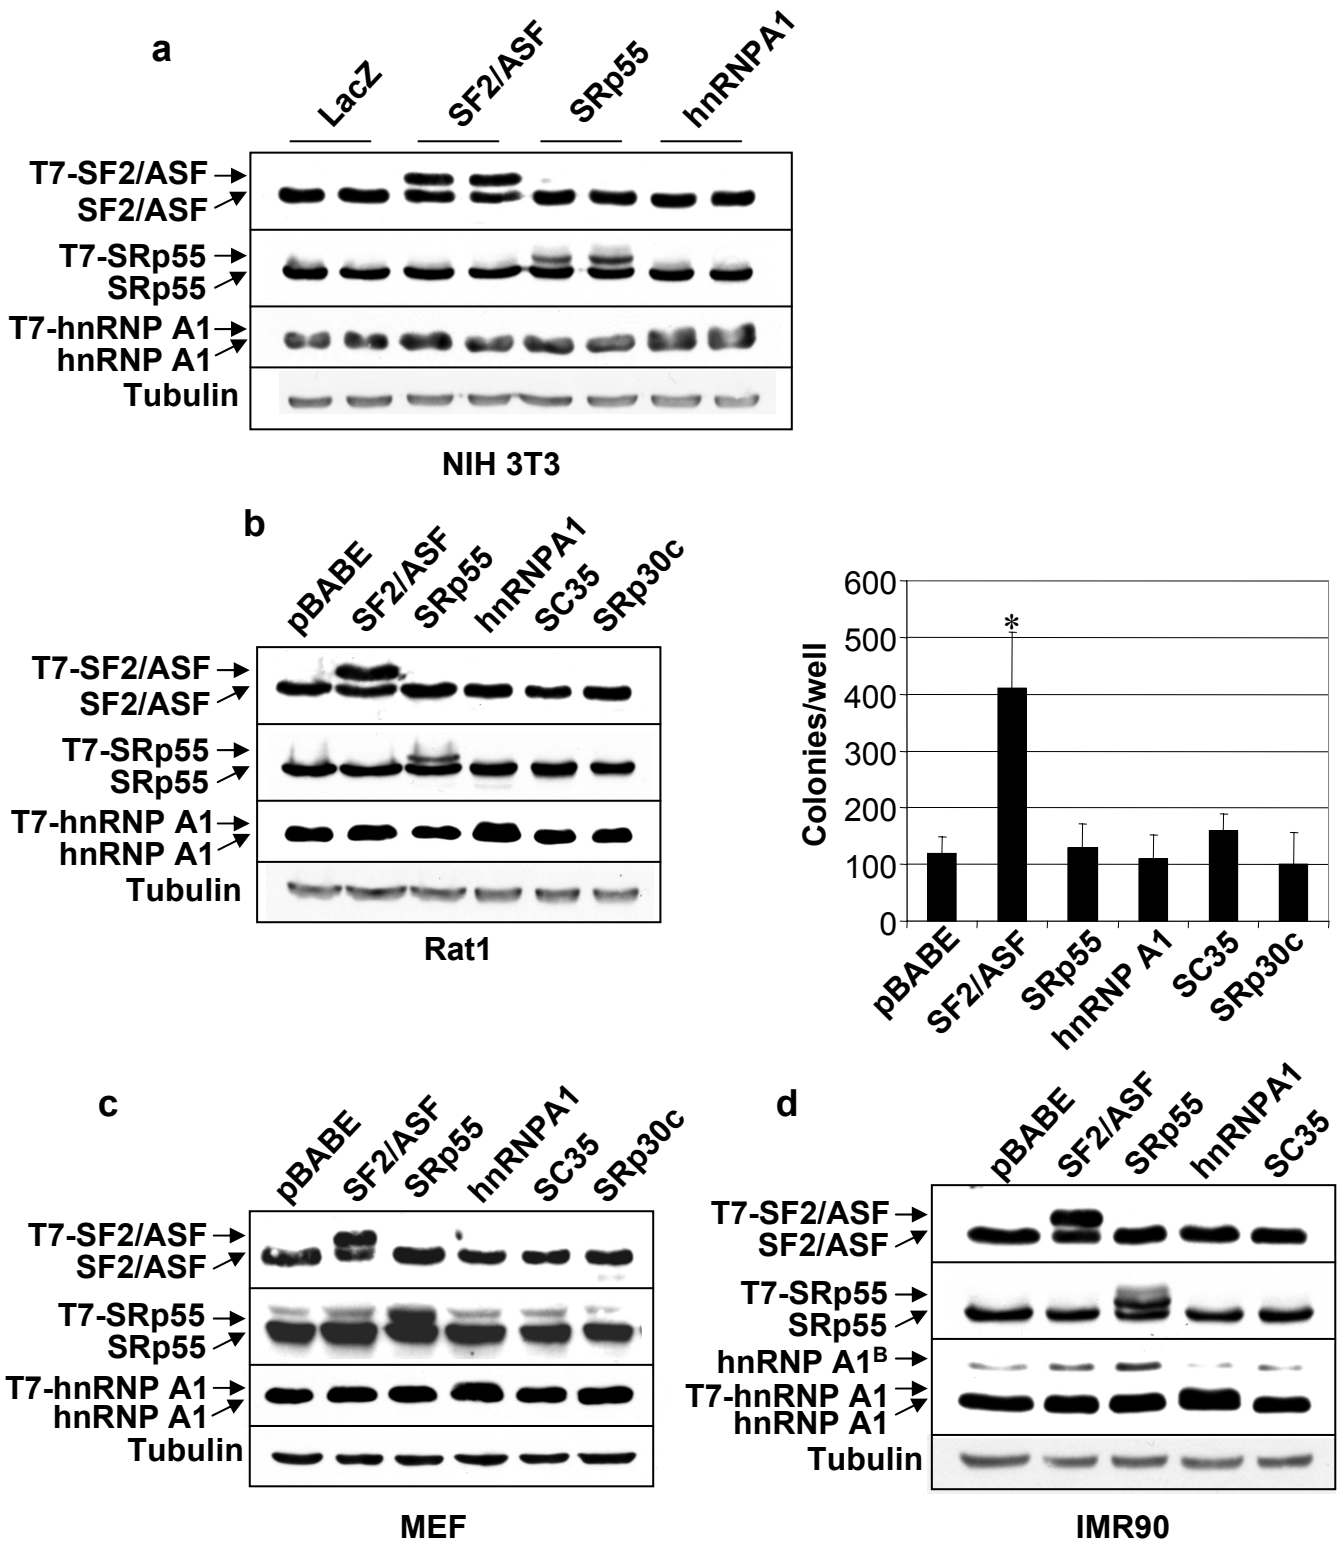 a
LacZ
SF2/ASF
SRp55
hnRNPA1
T7-SF2/ASF
SF2/ASF
T7-SRp55
SRp55
T7-hnRNP A1
hnRNP A1
Tubulin
NIH 3T3
b
pBABE
SF2/ASF
SRp55
hnRNPA1
SC35
SRp30c
T7-SF2/ASF
SF2/ASF
T7-SRp55
SRp55
T7-hnRNP A1
hnRNP A1
Tubulin
Rat1
Colonies/well
600
500
400
300
200
100
0
*
pBABE
SF2/ASF
SRp55
hnRNP A1
SC35
SRp30c
c
pBABE
SF2/ASF
SRp55
hnRNPA1
SC35
SRp30c
T7-SF2/ASF
SF2/ASF
T7-SRp55
SRp55
T7-hnRNP A1
hnRNP A1
Tubulin
MEF
d
pBABE
SF2/ASF
SRp55
hnRNPA1
SC35
T7-SF2/ASF
SF2/ASF
T7-SRp55
SRp55
hnRNP A1ᴮ
T7-hnRNP A1
hnRNP A1
Tubulin
IMR90